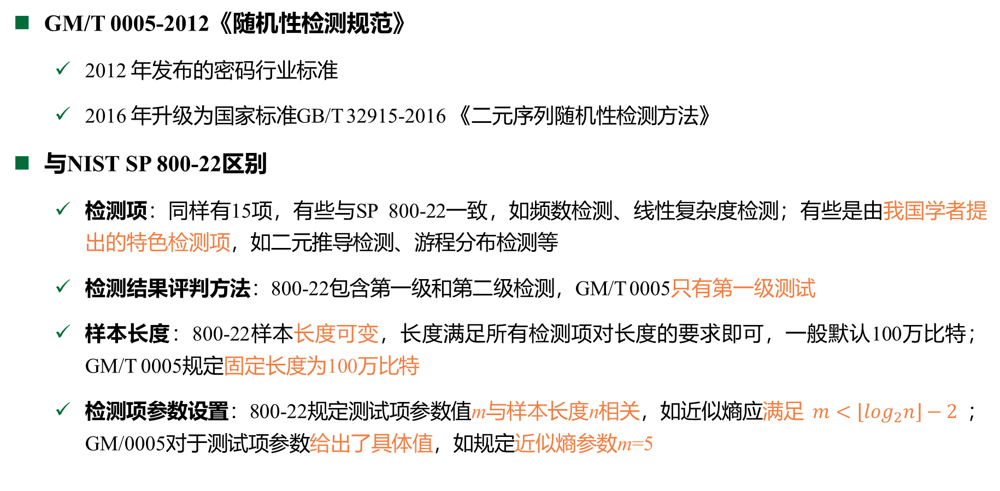 GM/T 0005-2012《随机性检测规范》
2012 年发布的密码行业标准
2016 年升级为国家标准GB/T 32915-2016 《二元序列随机性检测方法》
与NIST SP 800-22区别
检测项：同样有15项，有些与SP 800-22一致，如频数检测、线性复杂度检测；有些是由我国学者提
出的特色检测项，如二元推导检测、游程分布检测等
检测结果评判方法：800-22包含第一级和第二级检测，GM/T 0005只有第一级测试
样本长度：800-22样本长度可变，长度满足所有检测项对长度的要求即可，一般默认100万比特；
GM/T 0005规定固定长度为100万比特
检测项参数设置：800-22规定测试项参数值m与样本长度n相关，如近似熵应满足 m < ⌊log₂n⌋ − 2 ；
GM/0005对于测试项参数给出了具体值，如规定近似熵参数m=5